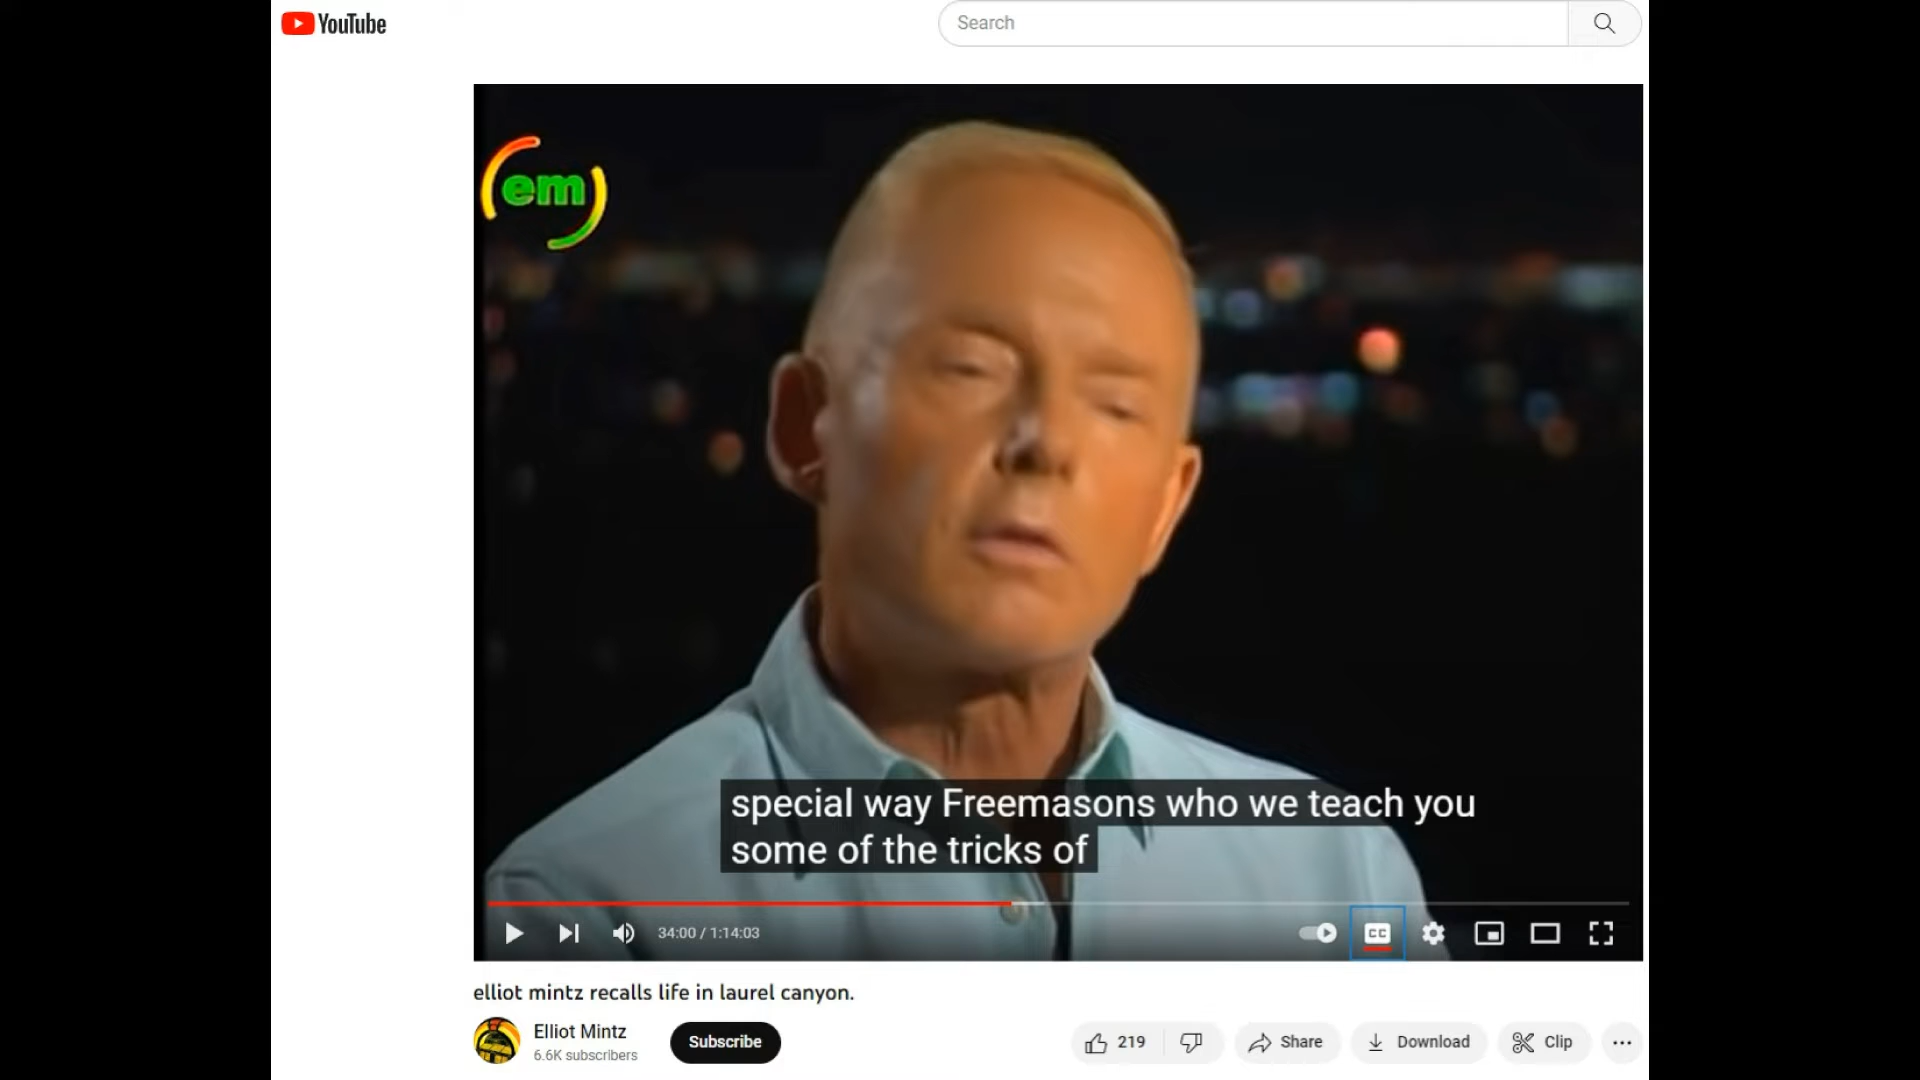 YouTube
Search
em
special way Freemasons who we teach you
some of the tricks of
34:00 / 1:14:03
CC
elliot mintz recalls life in laurel canyon.
Elliot Mintz
6.6K subscribers
Subscribe
219
Share
Download
Clip